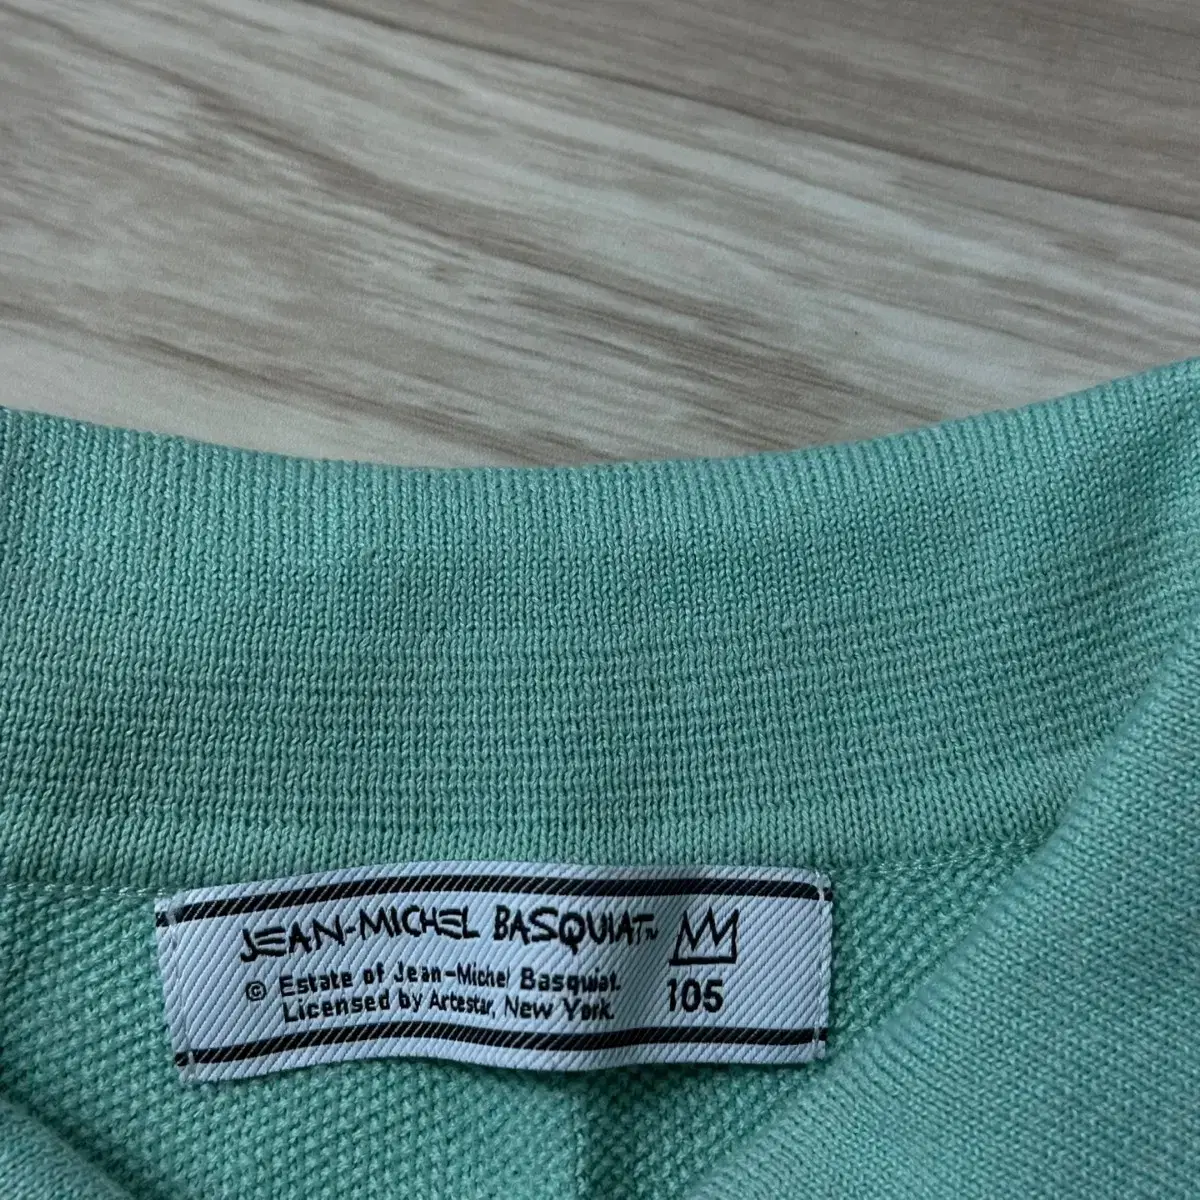 JEAN-MICHEL BASQUIAT™
© Estate of Jean-Michel Basquiat.
Licensed by Artestar, New York.
105